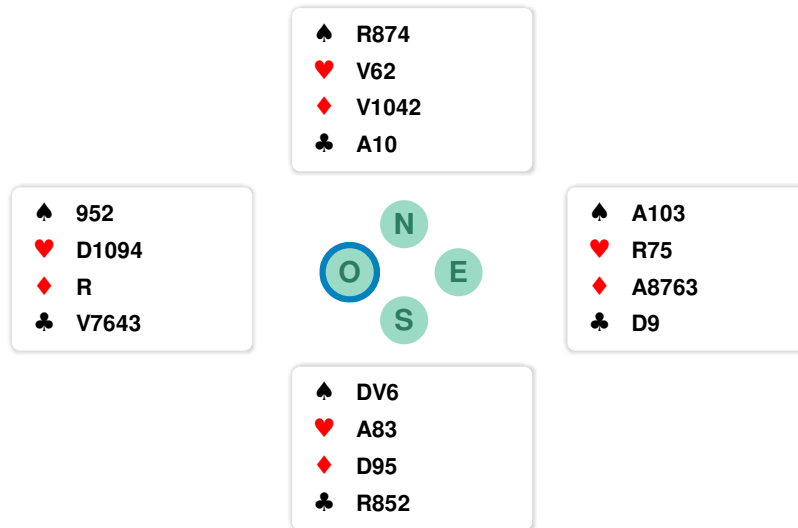 ♠ R874
♥ V62
♦ V1042
♣ A10
♠ 952
♥ D1094
♦ R
♣ V7643
N
O
E
S
♠ A103
♥ R75
♦ A8763
♣ D9
♠ DV6
♥ A83
♦ D95
♣ R852